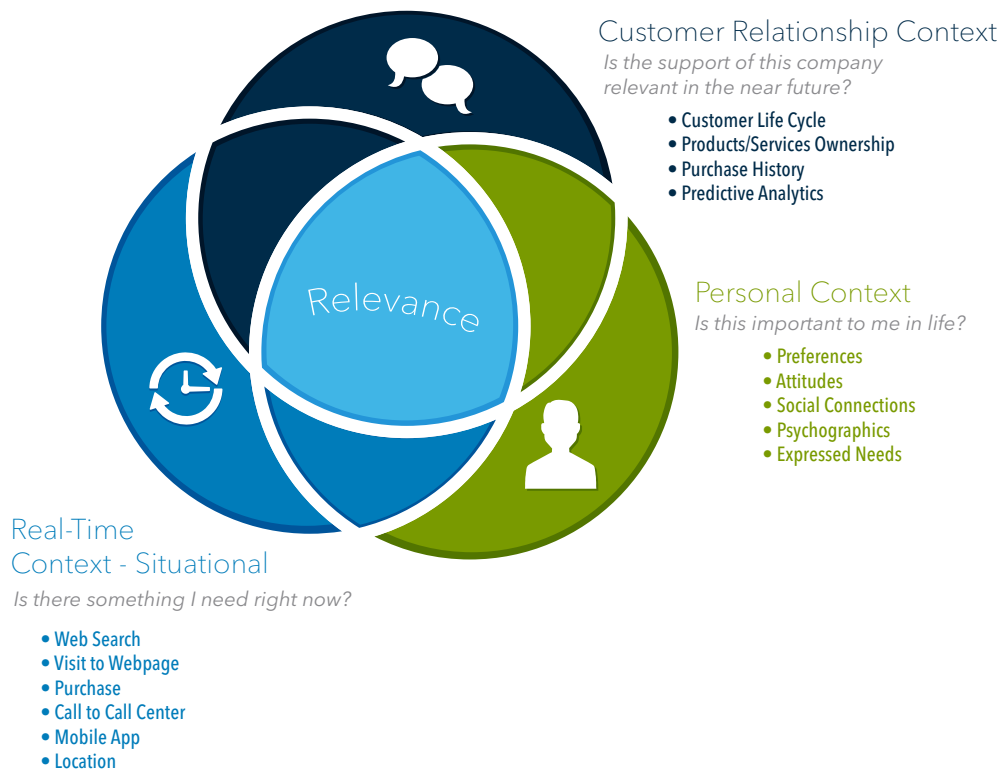 Customer Relationship Context
Is the support of this company
relevant in the near future?
• Customer Life Cycle
• Products/Services Ownership
• Purchase History
• Predictive Analytics
Relevance
Personal Context
Is this important to me in life?
• Preferences
• Attitudes
• Social Connections
• Psychographics
• Expressed Needs
Real-Time
Context - Situational
Is there something I need right now?
• Web Search
• Visit to Webpage
• Purchase
• Call to Call Center
• Mobile App
• Location